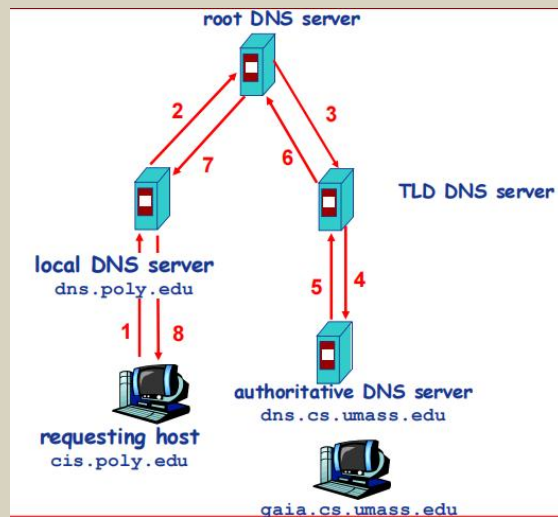 root DNS server
2
3
6
7
TLD DNS server
local DNS server
dns.poly.edu
5
4
1
8
authoritative DNS server
dns.cs.umass.edu
requesting host
cis.poly.edu
gaia.cs.umass.edu